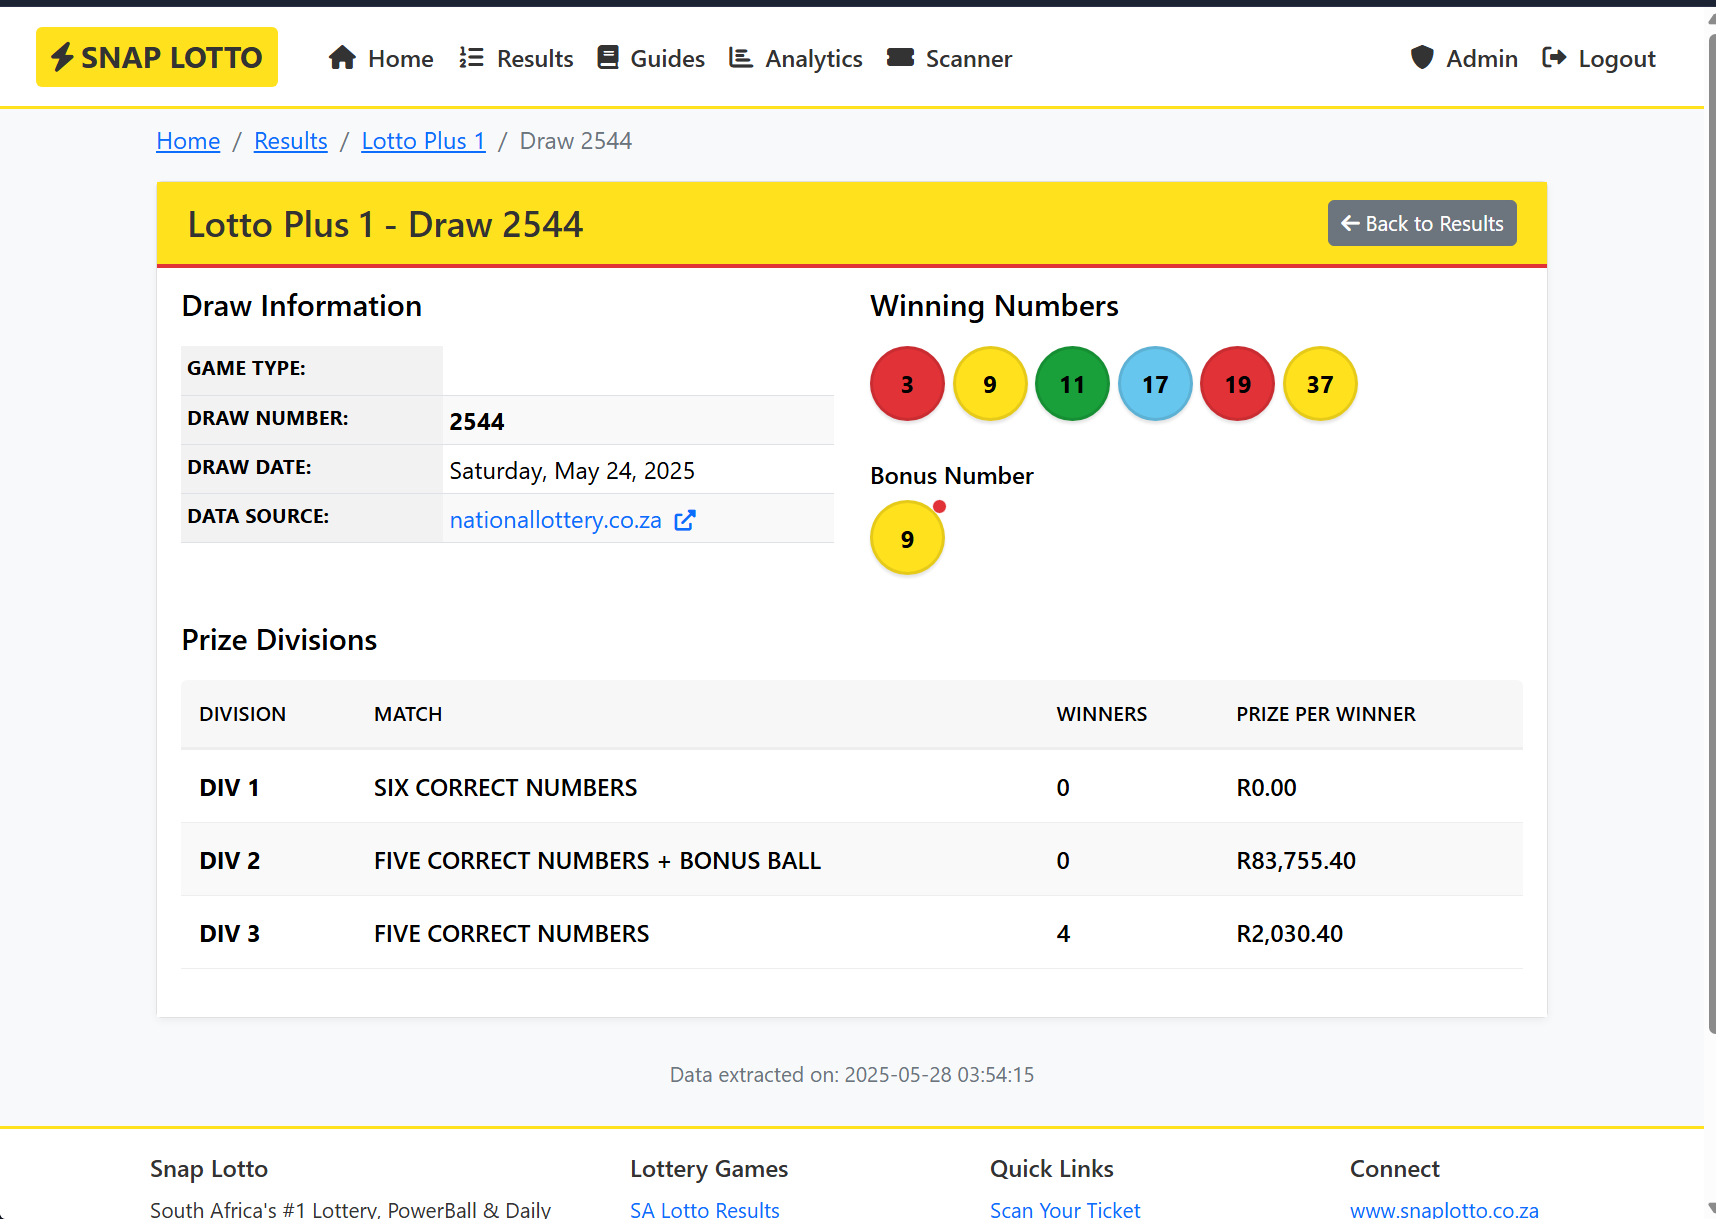 SNAP LOTTO Home Results Guides Analytics Scanner Admin Logout
Home / Results / Lotto Plus 1 / Draw 2544
Lotto Plus 1 - Draw 2544
Back to Results
Draw Information
GAME TYPE:
DRAW NUMBER: 2544
DRAW DATE: Saturday, May 24, 2025
DATA SOURCE: nationallottery.co.za
Winning Numbers
3 9 11 17 19 37
Bonus Number
9
Prize Divisions
DIVISION MATCH WINNERS PRIZE PER WINNER
DIV 1 SIX CORRECT NUMBERS 0 R0.00
DIV 2 FIVE CORRECT NUMBERS + BONUS BALL 0 R83,755.40
DIV 3 FIVE CORRECT NUMBERS 4 R2,030.40
Data extracted on: 2025-05-28 03:54:15
Snap Lotto
South Africa's #1 Lottery, PowerBall & Daily
Lottery Games
SA Lotto Results
Quick Links
Scan Your Ticket
Connect
www.snaplotto.co.za